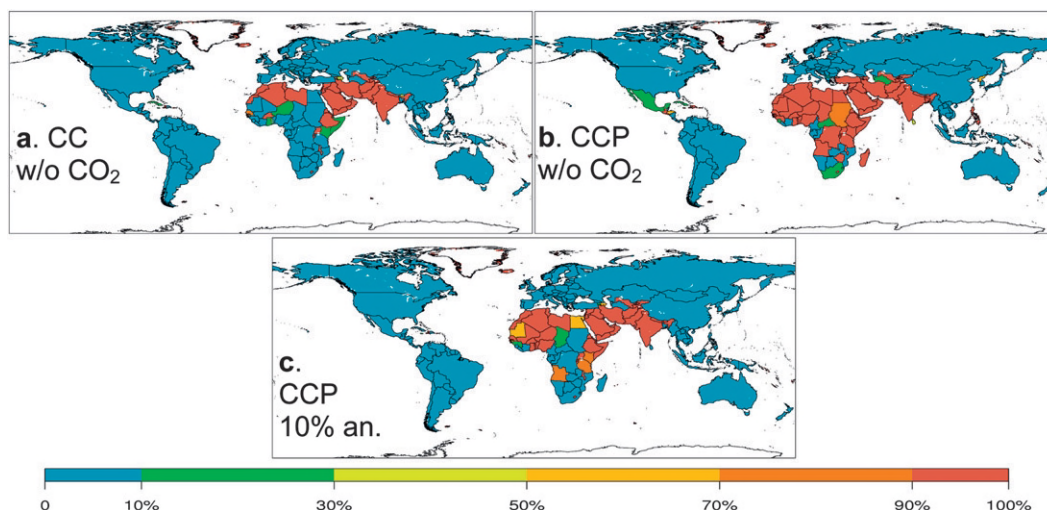 a. CC
w/o CO₂
b. CCP
w/o CO₂
c.
CCP
10% an.
0 10% 30% 50% 70% 90% 100%